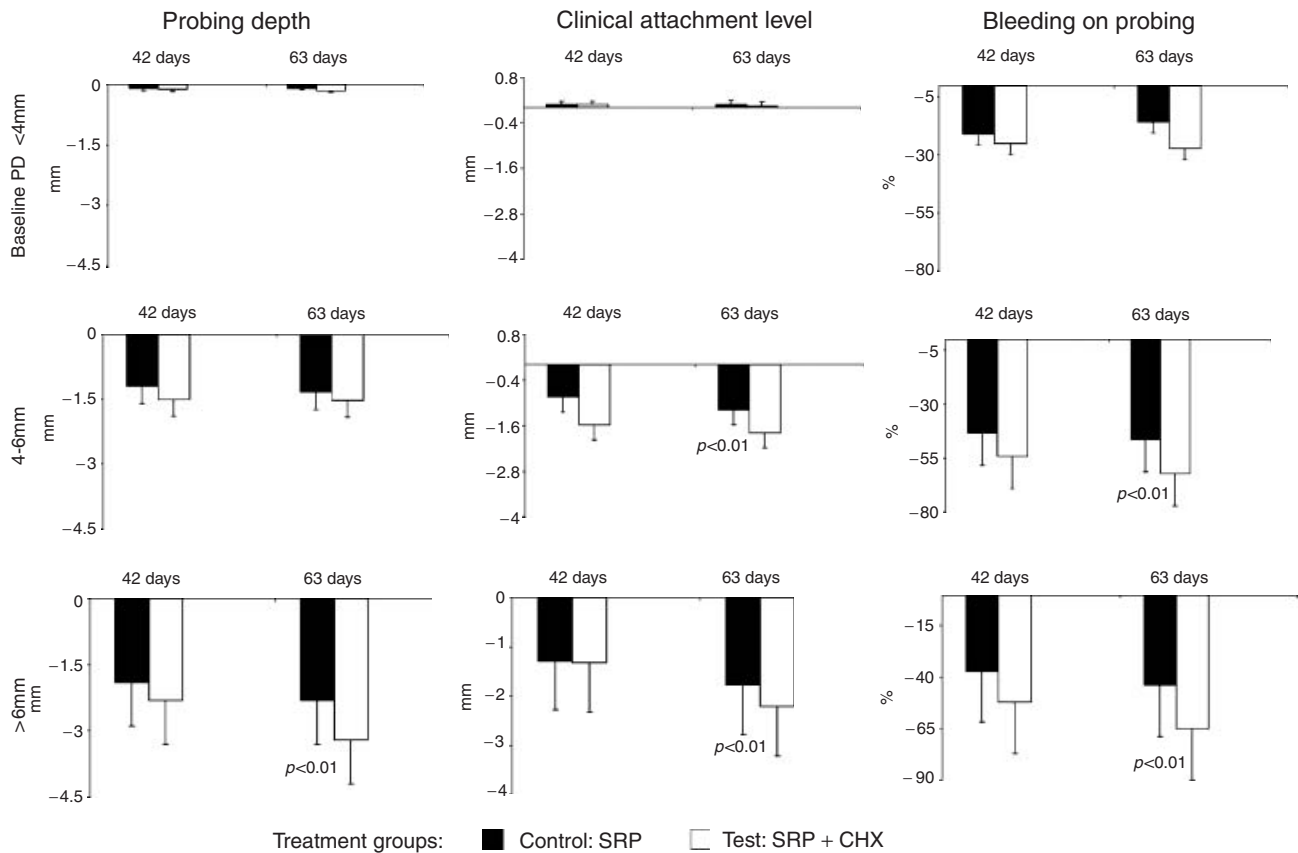 Probing depth
Clinical attachment level
Bleeding on probing
Baseline PD <4mm
42 days 63 days
0
−1.5
−3
−4.5
mm
42 days 63 days
0.8
−0.4
−1.6
−2.8
−4
mm
42 days 63 days
−5
−30
−55
−80
%
4-6mm
42 days 63 days
0
−1.5
−3
−4.5
mm
42 days 63 days
0.8
−0.4
−1.6
−2.8
−4
mm
p<0.01
42 days 63 days
−5
−30
−55
−80
%
p<0.01
>6mm
42 days 63 days
0
−1.5
−3
−4.5
mm
p<0.01
42 days 63 days
0
−1
−2
−3
−4
mm
p<0.01
42 days 63 days
−15
−40
−65
−90
%
p<0.01
Treatment groups: Control: SRP Test: SRP + CHX